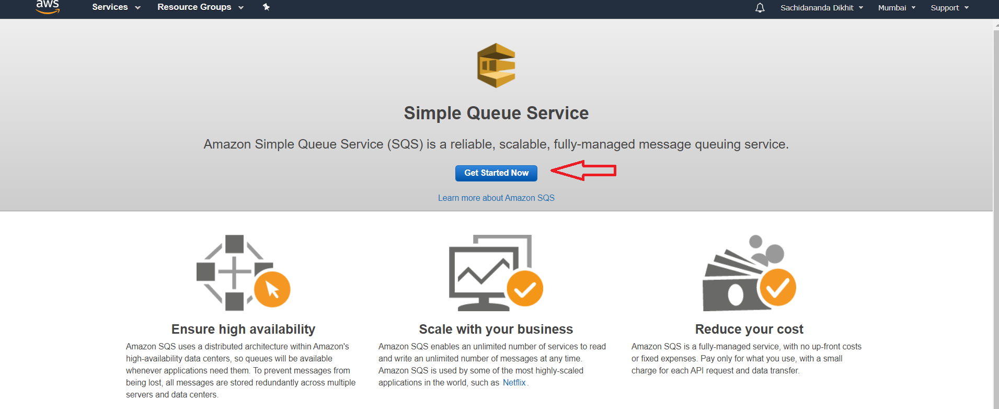 aws Services Resource Groups Sachidananda Dikhit Mumbai Support
Simple Queue Service
Amazon Simple Queue Service (SQS) is a reliable, scalable, fully-managed message queuing service.
Get Started Now
Learn more about Amazon SQS
Ensure high availability
Amazon SQS uses a distributed architecture within Amazon's
high-availability data centers, so queues will be available
whenever applications need them. To prevent messages from
being lost, all messages are stored redundantly across multiple
servers and data centers.
Scale with your business
Amazon SQS enables an unlimited number of services to read
and write an unlimited number of messages at any time.
Amazon SQS is used by some of the most highly-scaled
applications in the world, such as Netflix.
Reduce your cost
Amazon SQS is a fully-managed service, with no up-front costs
or fixed expenses. Pay only for what you use, with a small
charge for each API request and data transfer.